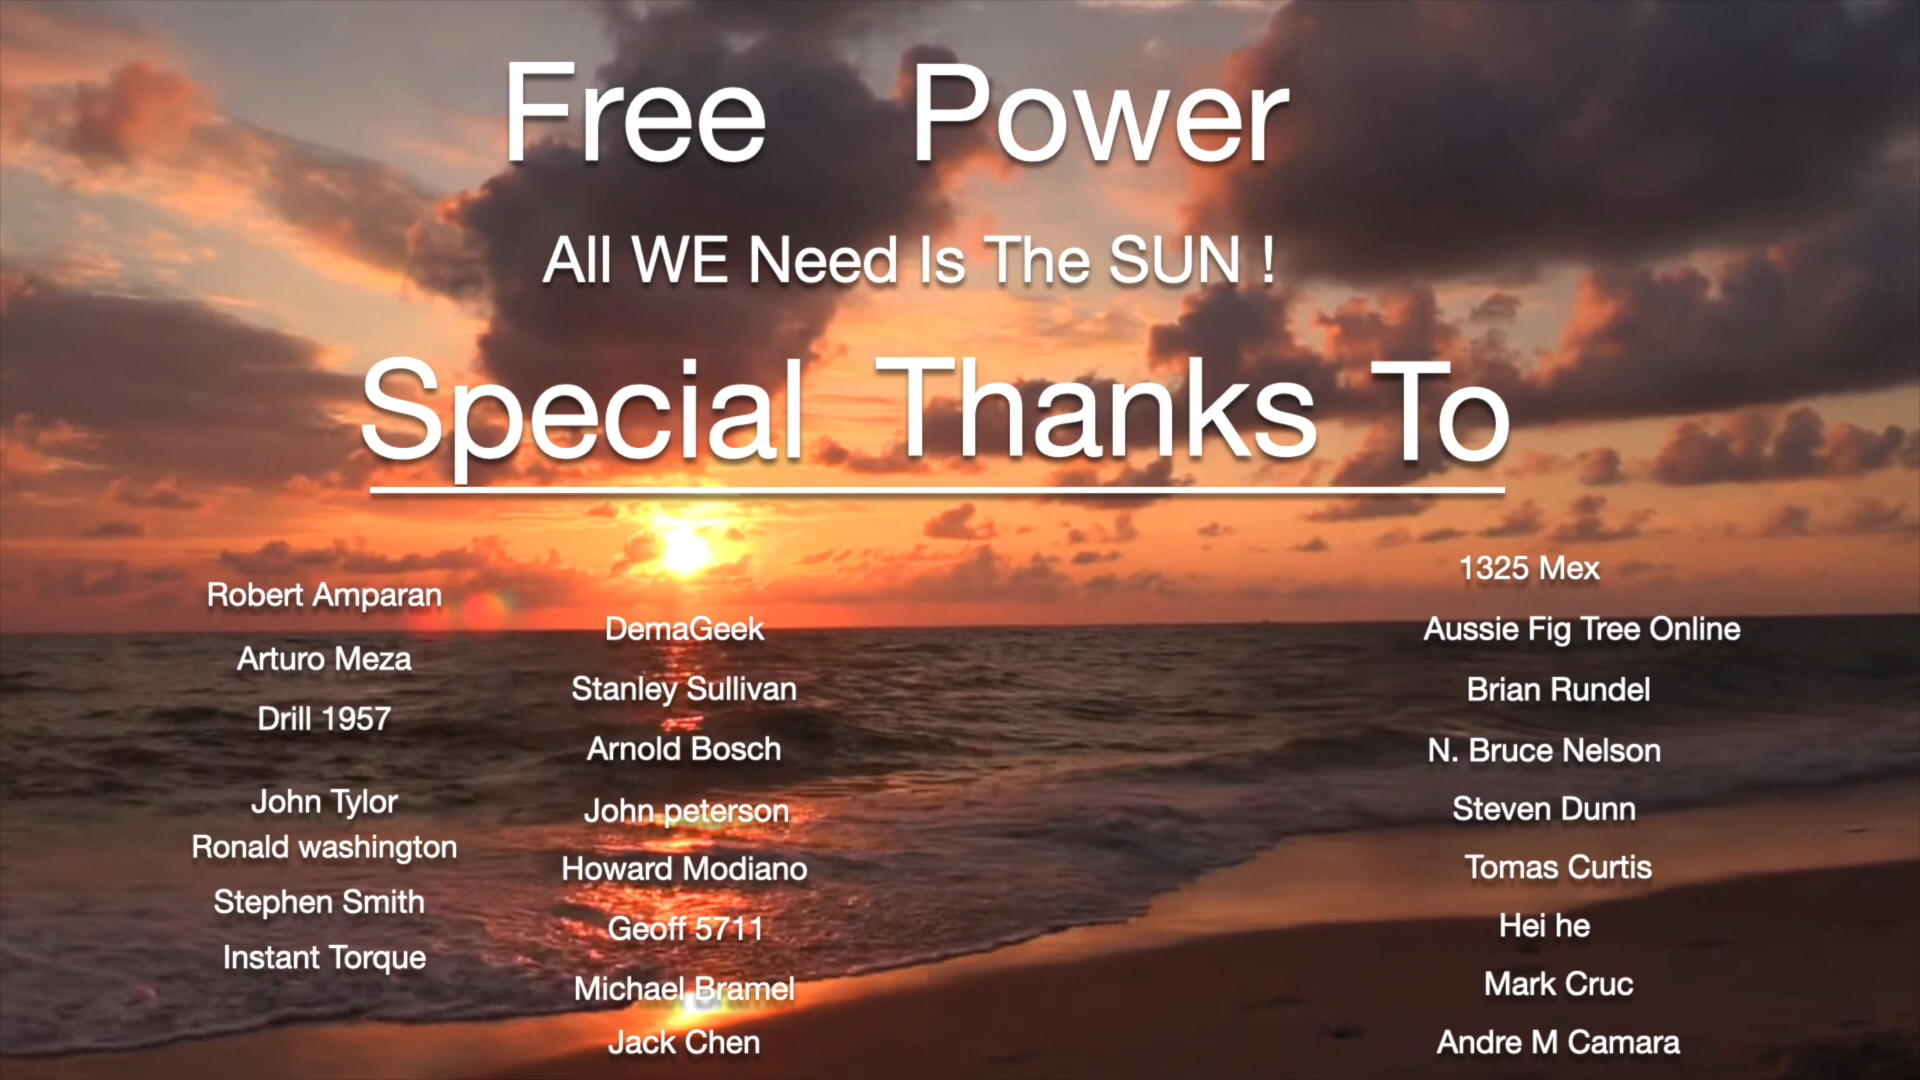 Free Power
All WE Need Is The SUN !
Special Thanks To
Robert Amparan
Arturo Meza
Drill 1957
John Tylor
Ronald washington
Stephen Smith
Instant Torque
DemaGeek
Stanley Sullivan
Arnold Bosch
John peterson
Howard Modiano
Geoff 5711
Michael Bramel
Jack Chen
1325 Mex
Aussie Fig Tree Online
Brian Rundel
N. Bruce Nelson
Steven Dunn
Tomas Curtis
Hei he
Mark Cruc
Andre M Camara